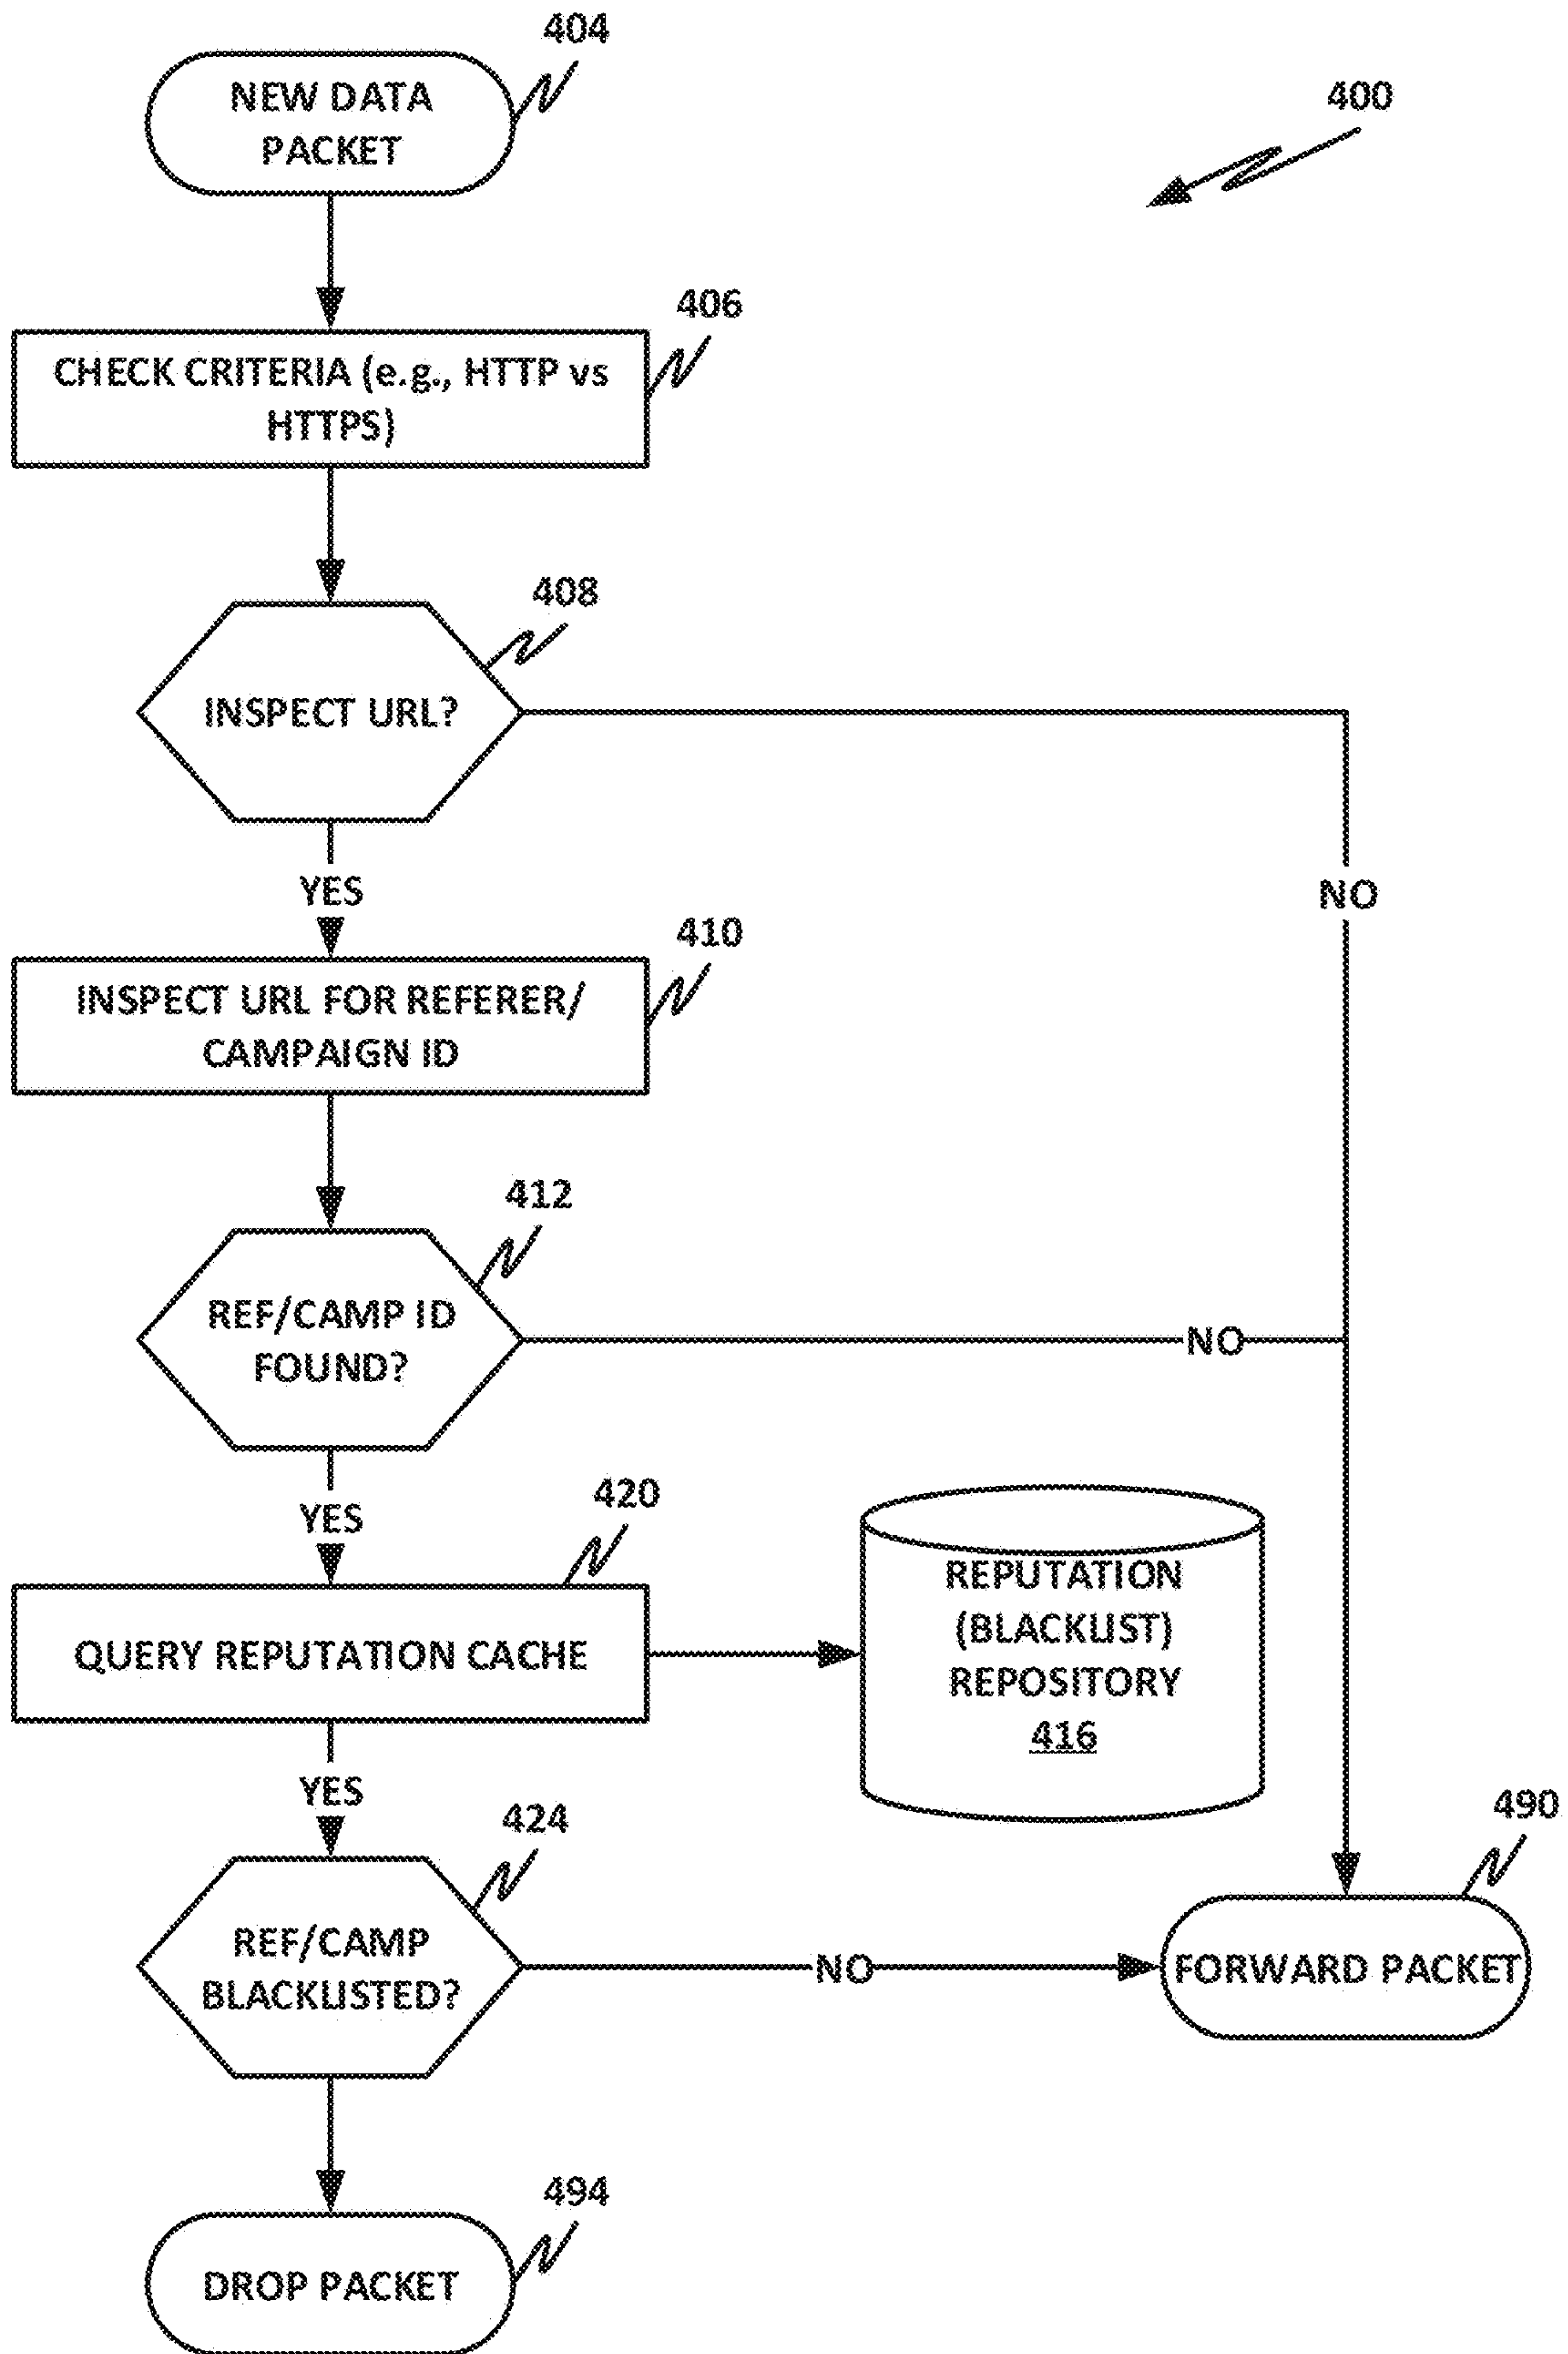 404
NEW DATA
PACKET
400
406
CHECK CRITERIA (e.g., HTTP vs
HTTPS)
408
INSPECT URL?
YES
NO
410
INSPECT URL FOR REFERER/
CAMPAIGN ID
412
REF/CAMP ID
FOUND?
NO
YES
420
QUERY REPUTATION CACHE
REPUTATION
(BLACKLIST)
REPOSITORY
416
YES
424
REF/CAMP
BLACKLISTED?
NO
490
FORWARD PACKET
494
DROP PACKET